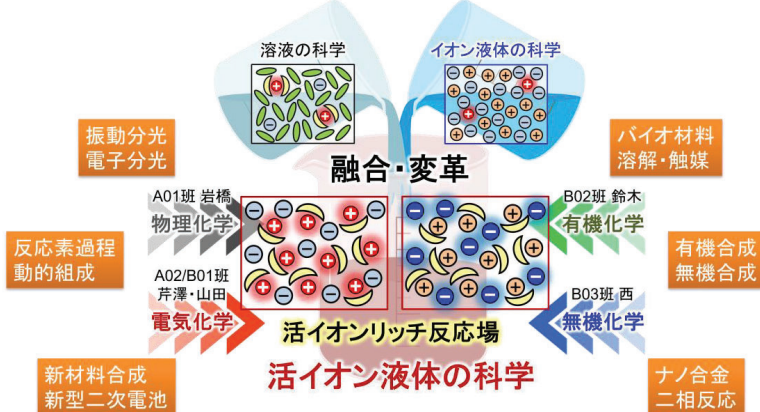 溶液の科学
イオン液体の科学
振動分光
電子分光
バイオ材料
溶解・触媒
融合・変革
A01班 岩橋
物理化学
B02班 鈴木
有機化学
反応素過程
動的組成
有機合成
無機合成
A02/B01班
芹澤・山田
電気化学
B03班 西
無機化学
活イオンリッチ反応場
新材料合成
新型二次電池
活イオン液体の科学
ナノ合金
二相反応